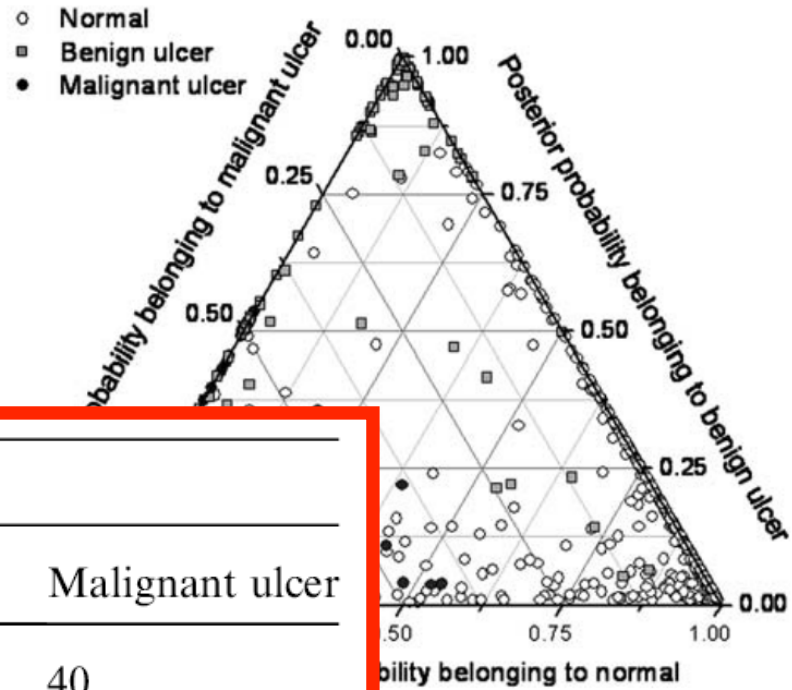 Normal
Benign ulcer
Malignant ulcer
0.00
1.00
belonging to malignant ulcer
Posterior probability belonging to benign ulcer
0.25
0.75
0.50
0.50
0.25
Malignant ulcer
40
0.00
.50
0.75
1.00
belonging to normal